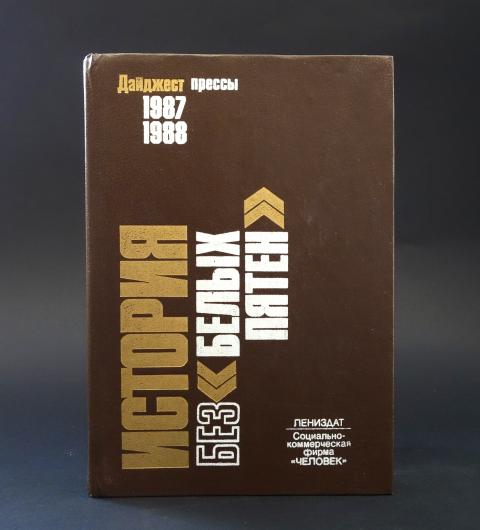 Дайджест прессы
1987
1988
ИСТОРИЯ
БЕЗ «БЕЛЫХ
ПЯТЕН»
ЛЕНИЗДАТ
Социально-
коммерческая
фирма
«ЧЕЛОВЕК»